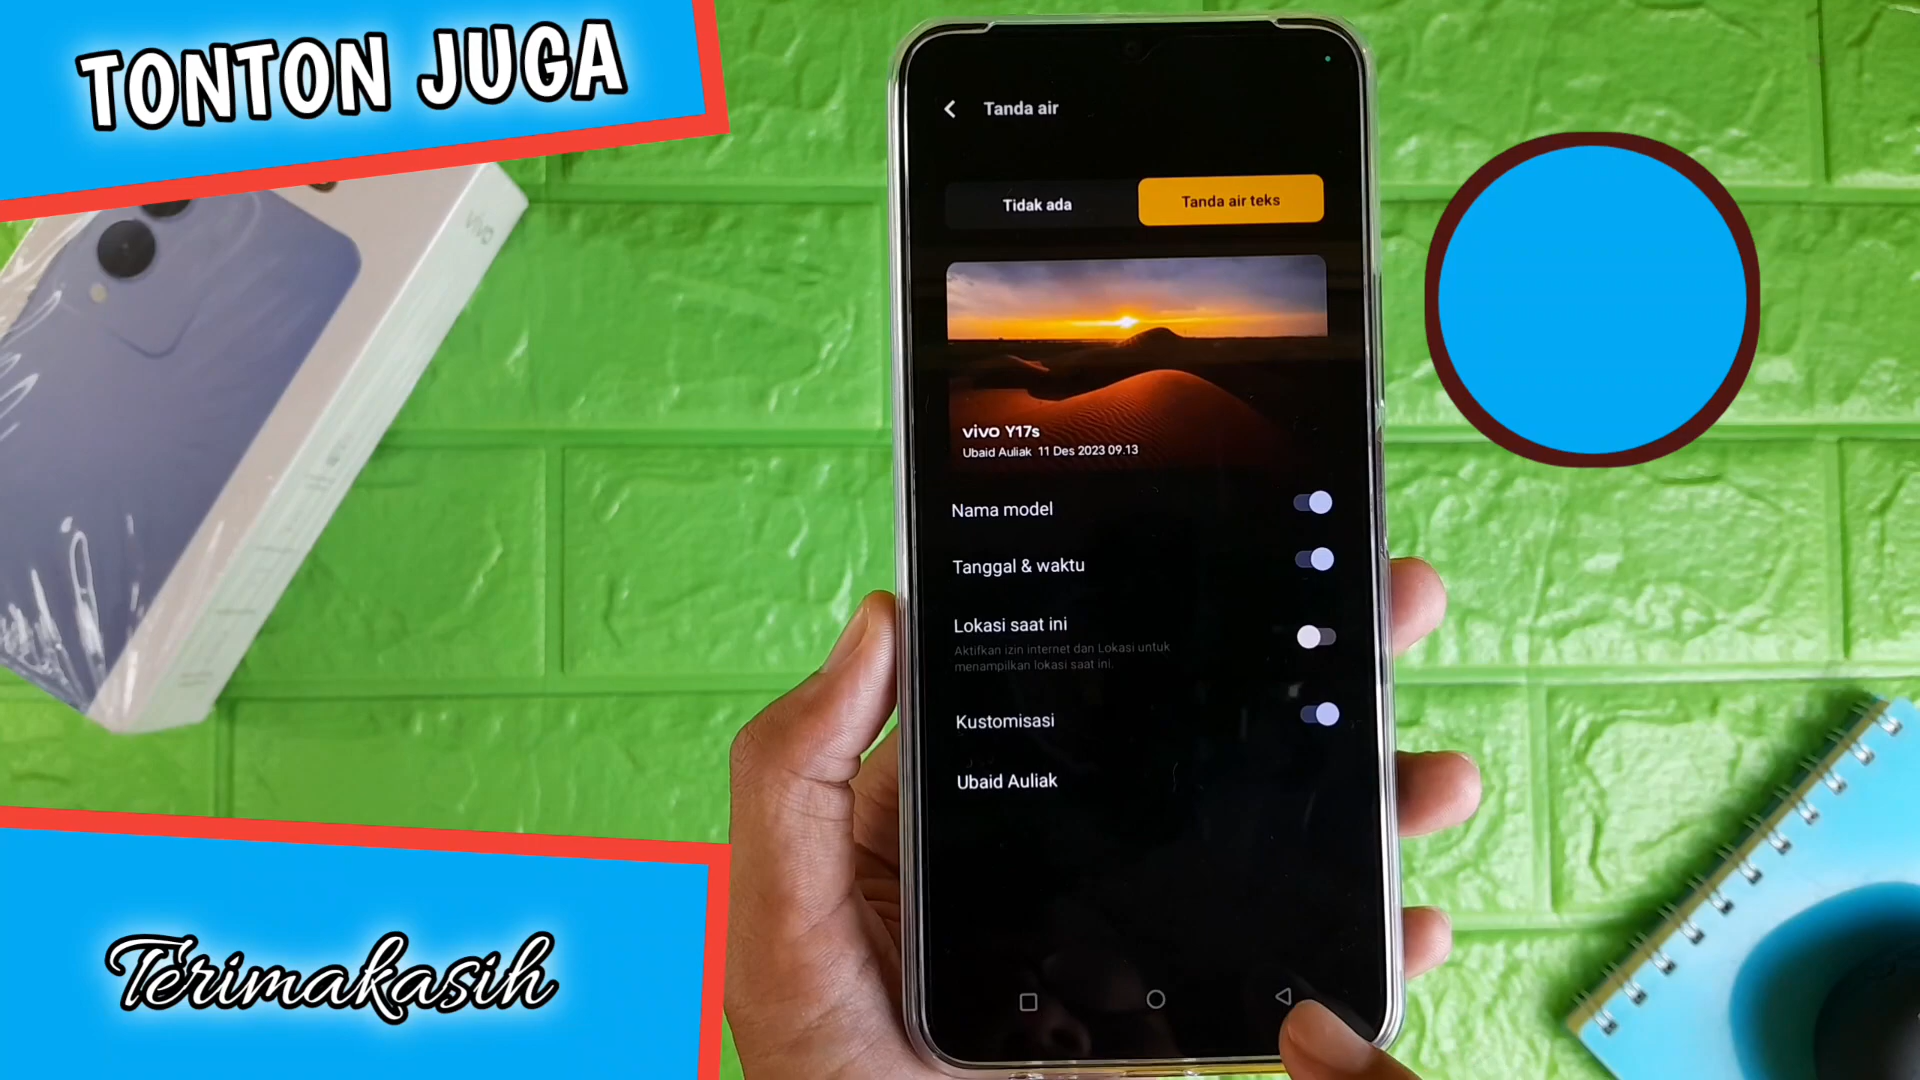 TONTON JUGA
vivo
Tanda air
Tidak ada
Tanda air teks
vivo Y17s
Ubaid Auliak 11 Des 2023 09.13
Nama model
Tanggal & waktu
Lokasi saat ini
Aktifkan izin internet dan Lokasi untuk
menampilkan lokasi saat ini.
Kustomisasi
Ubaid Auliak
Terimakasih